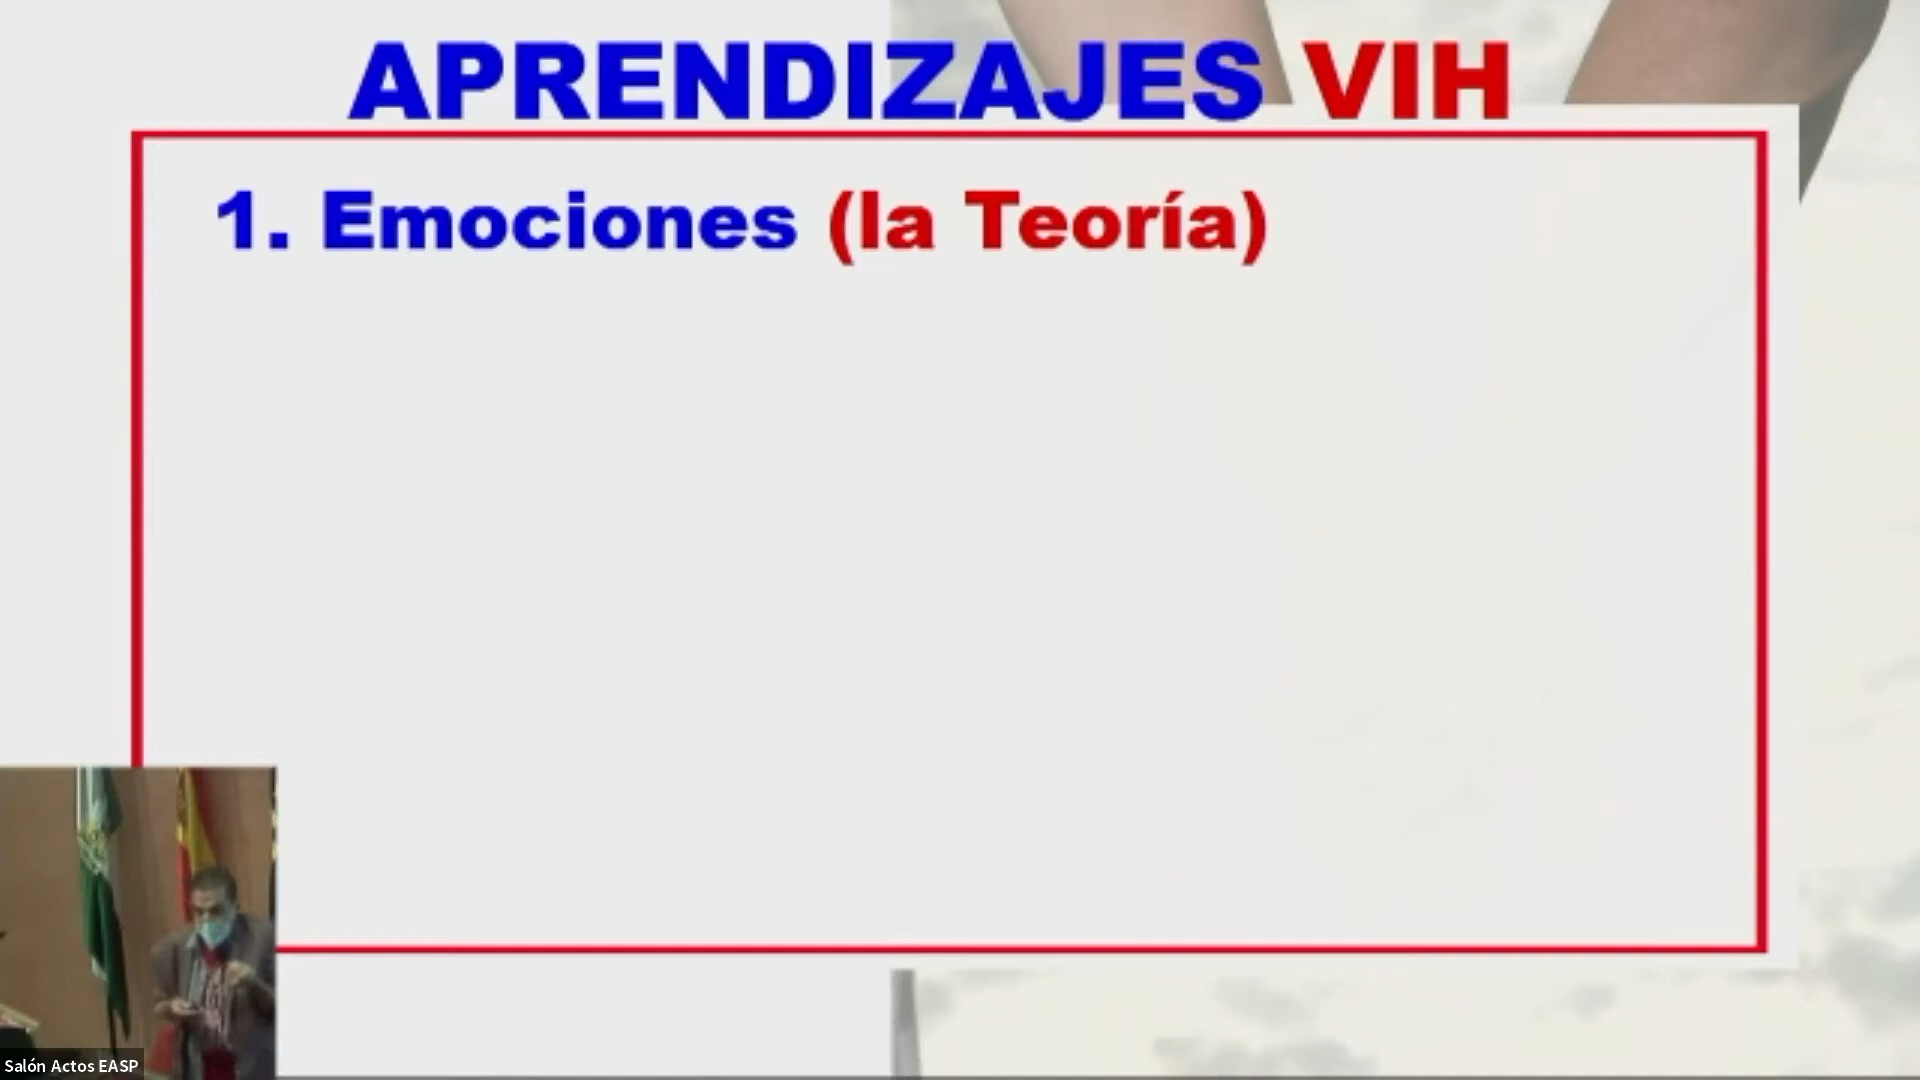 APRENDIZAJES VIH
1. Emociones (la Teoría)
Salón Actos EASP